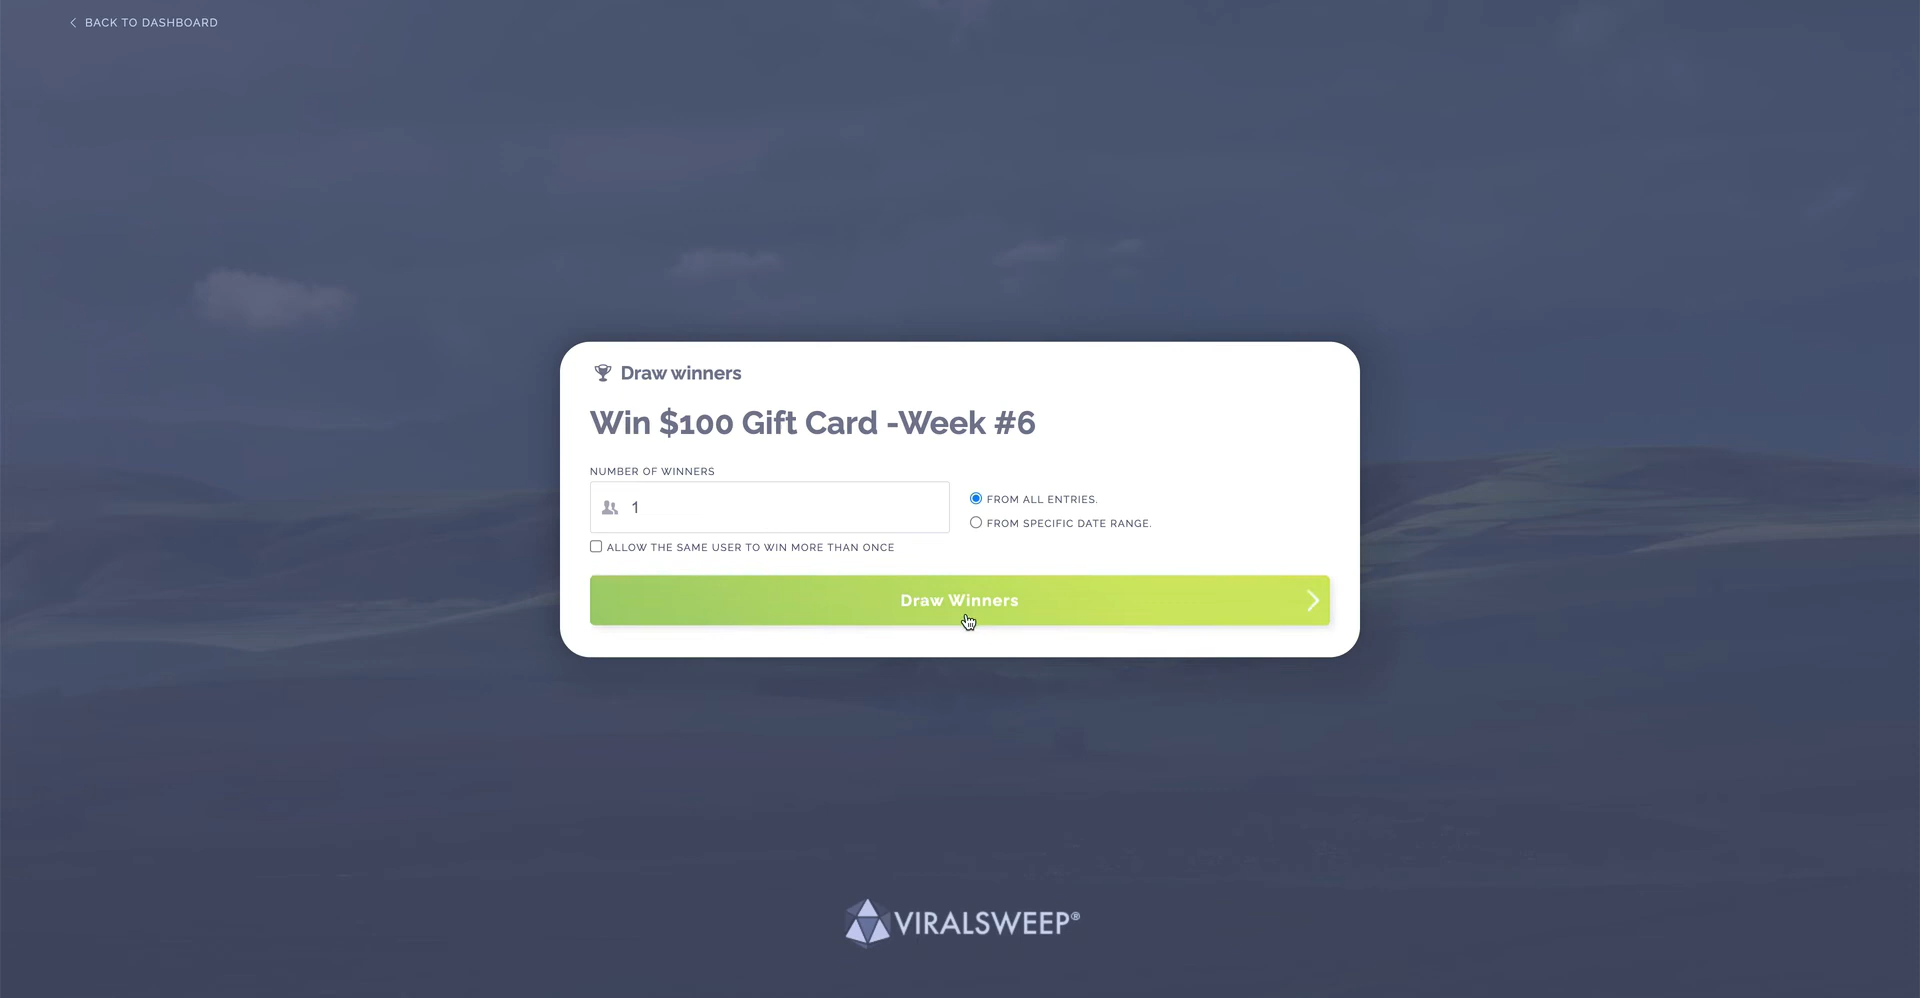 BACK TO DASHBOARD
Draw winners
Win $100 Gift Card -Week #6
NUMBER OF WINNERS
1
FROM ALL ENTRIES.
FROM SPECIFIC DATE RANGE.
ALLOW THE SAME USER TO WIN MORE THAN ONCE
Draw Winners
VIRALSWEEP®